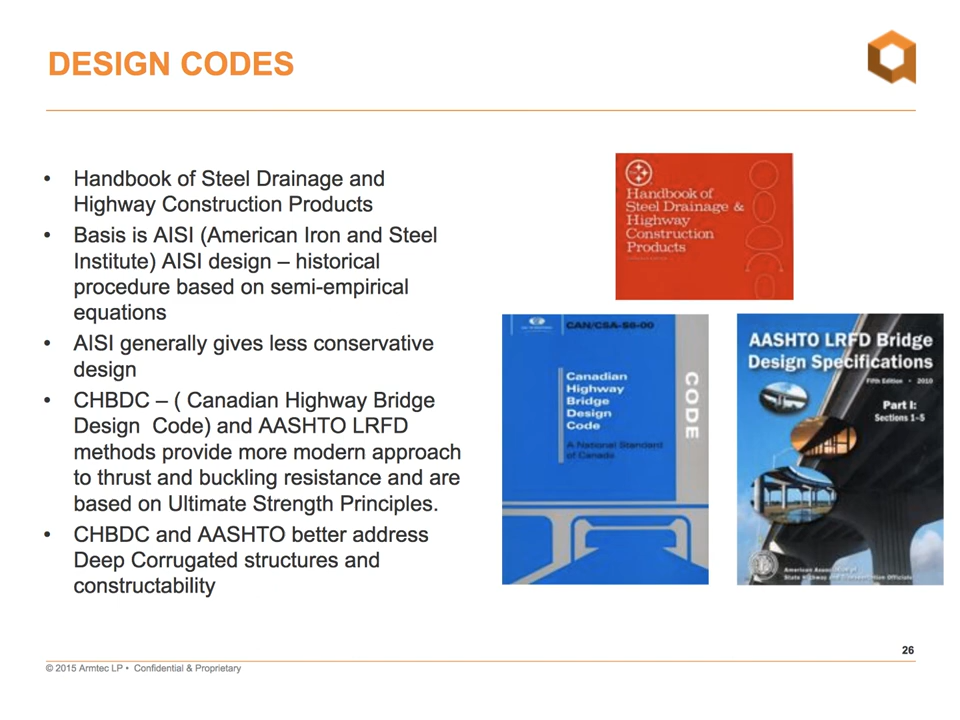 DESIGN CODES
• Handbook of Steel Drainage and
Highway Construction Products
• Basis is AISI (American Iron and Steel
Institute) AISI design – historical
procedure based on semi-empirical
equations
• AISI generally gives less conservative
design
• CHBDC – ( Canadian Highway Bridge
Design Code) and AASHTO LRFD
methods provide more modern approach
to thrust and buckling resistance and are
based on Ultimate Strength Principles.
• CHBDC and AASHTO better address
Deep Corrugated structures and
constructability
Handbook of
Steel Drainage &
Highway
Construction
Products
CAN/CSA-S6-00
Canadian
Highway
Bridge
Design
Code
A National Standard
of Canada
CODE
AASHTO LRFD Bridge
Design Specifications
Fifth Edition • 2010
Part I:
Sections 1–5
American Association of
State Highway and Transportation Officials
26
© 2015 Armtec LP • Confidential & Proprietary